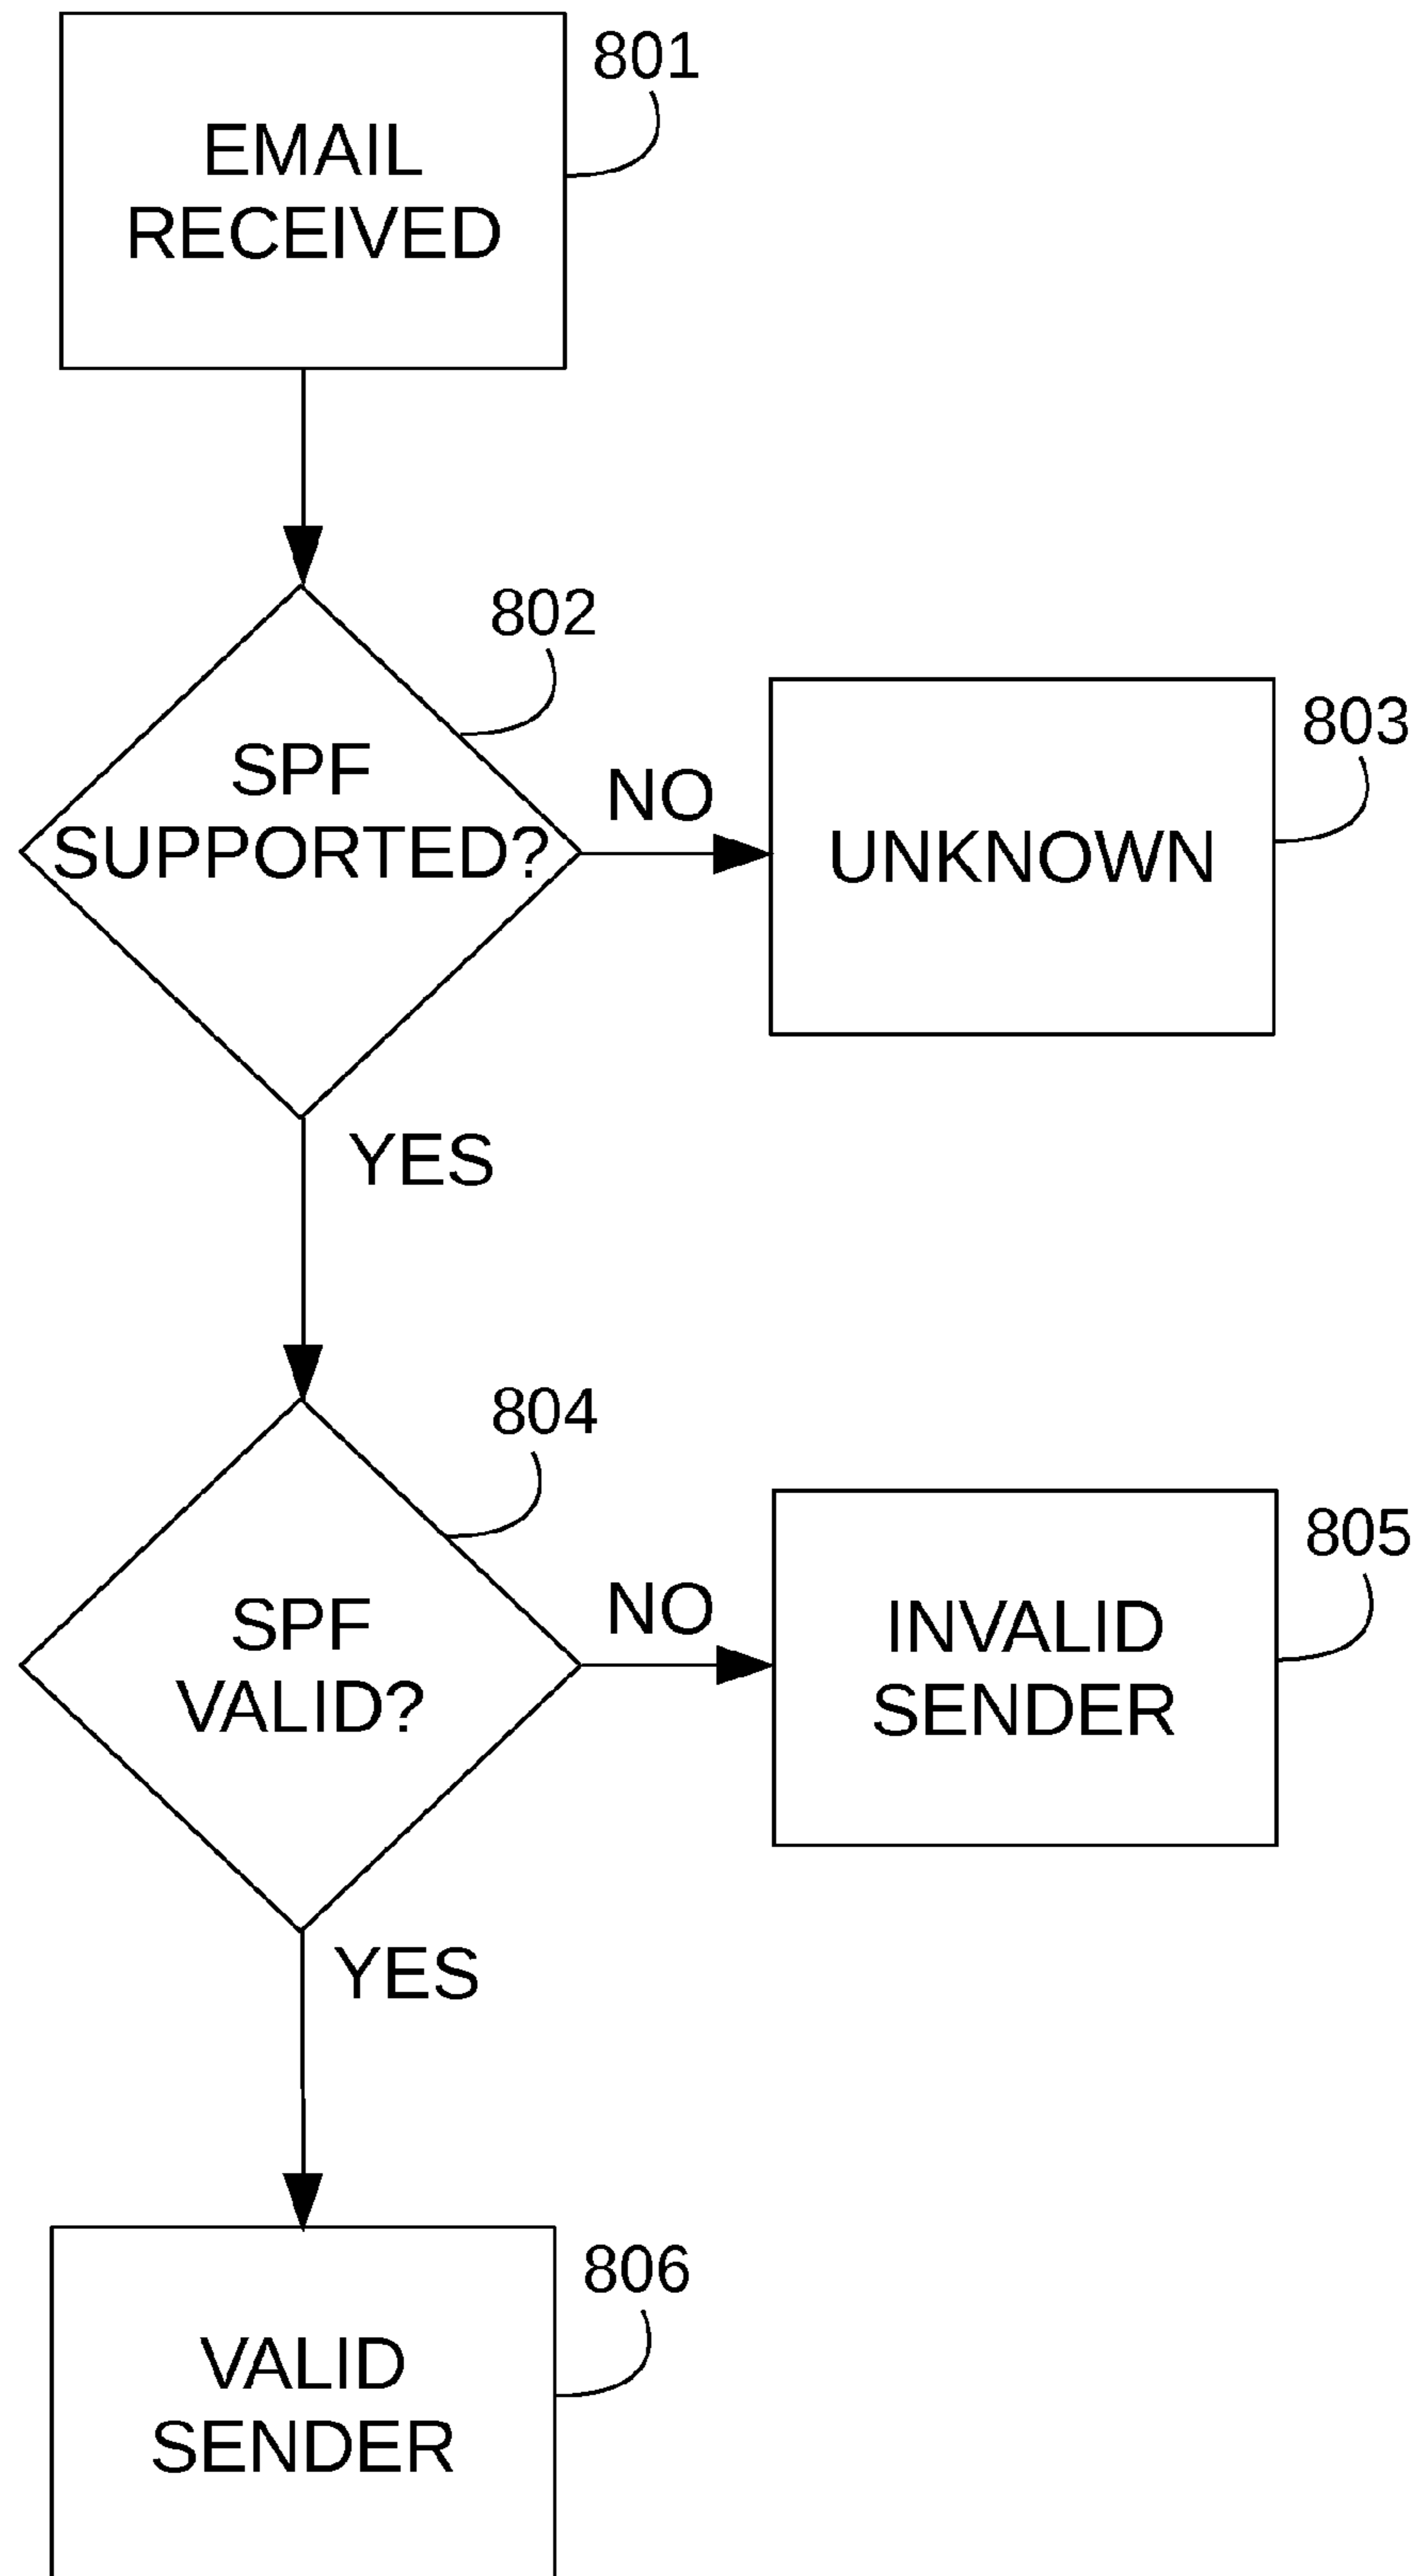 801
EMAIL
RECEIVED
802
SPF
SUPPORTED?
NO
803
UNKNOWN
YES
804
SPF
VALID?
NO
805
INVALID
SENDER
YES
806
VALID
SENDER